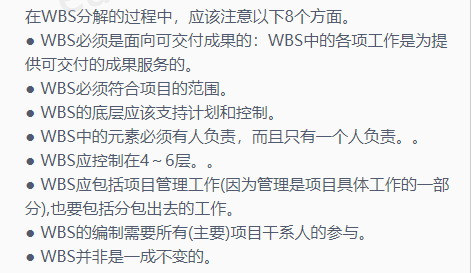 在WBS分解的过程中，应该注意以下8个方面。
● WBS必须是面向可交付成果的：WBS中的各项工作是为提
供可交付的成果服务的。
● WBS必须符合项目的范围。
● WBS的底层应该支持计划和控制。
● WBS中的元素必须有人负责，而且只有一个人负责。。
● WBS应控制在4～6层。。
● WBS应包括项目管理工作(因为管理是项目具体工作的一部
分),也要包括分包出去的工作。
● WBS的编制需要所有(主要)项目干系人的参与。
● WBS并非是一成不变的。